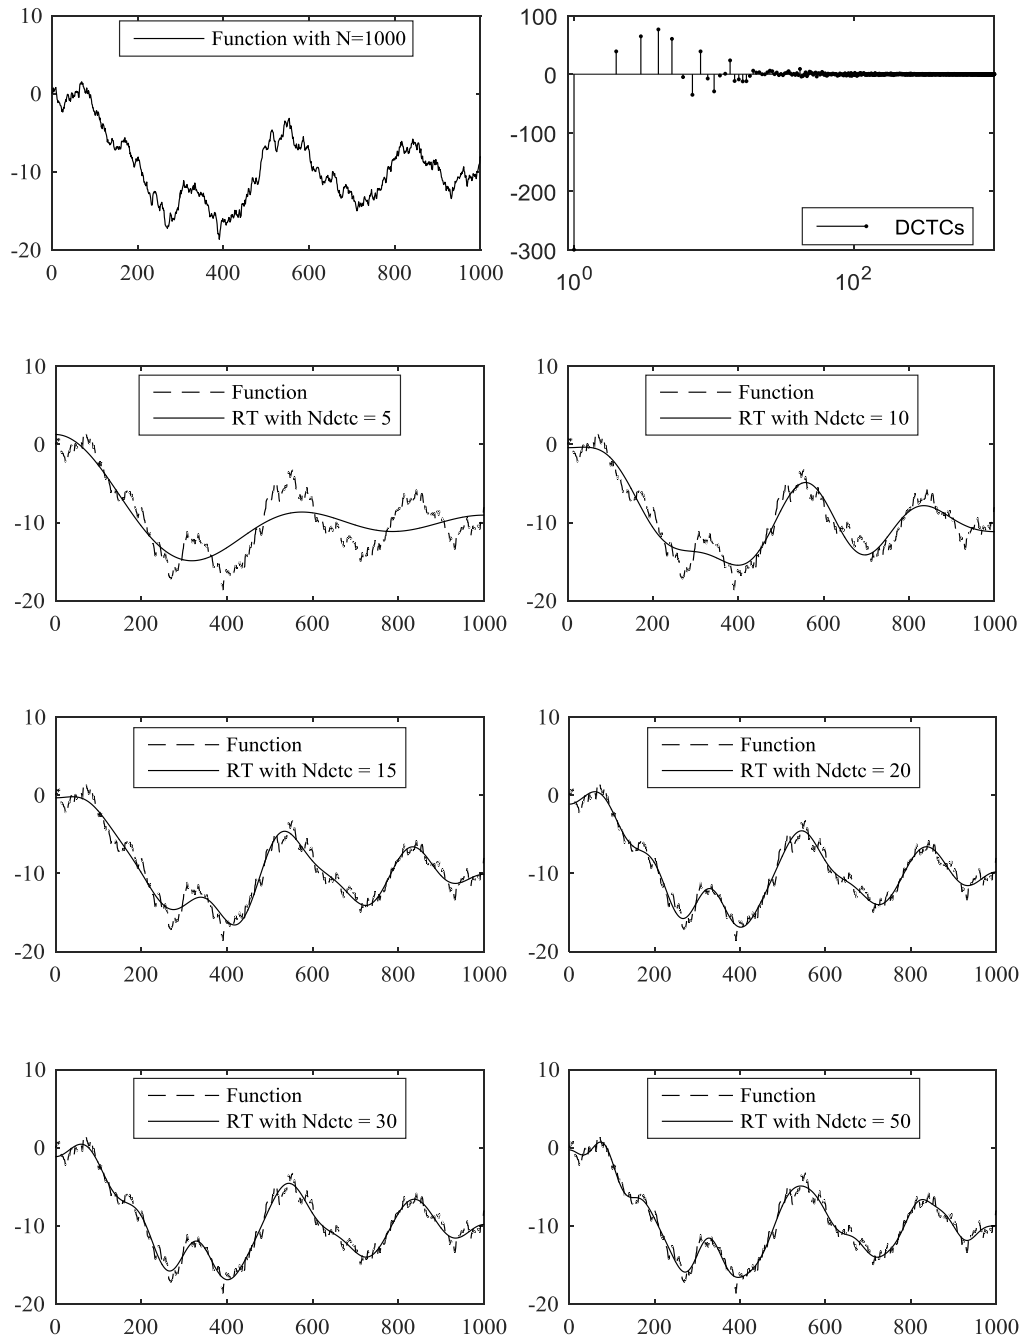 10
0
-10
-20
0 200 400 600 800 1000
Function with N=1000
100
0
-100
-200
-300
10^0 10^2
DCTCs
10
0
-10
-20
0 200 400 600 800 1000
Function
RT with Ndctc = 5
10
0
-10
-20
0 200 400 600 800 1000
Function
RT with Ndctc = 10
10
0
-10
-20
0 200 400 600 800 1000
Function
RT with Ndctc = 15
10
0
-10
-20
0 200 400 600 800 1000
Function
RT with Ndctc = 20
10
0
-10
-20
0 200 400 600 800 1000
Function
RT with Ndctc = 30
10
0
-10
-20
0 200 400 600 800 1000
Function
RT with Ndctc = 50